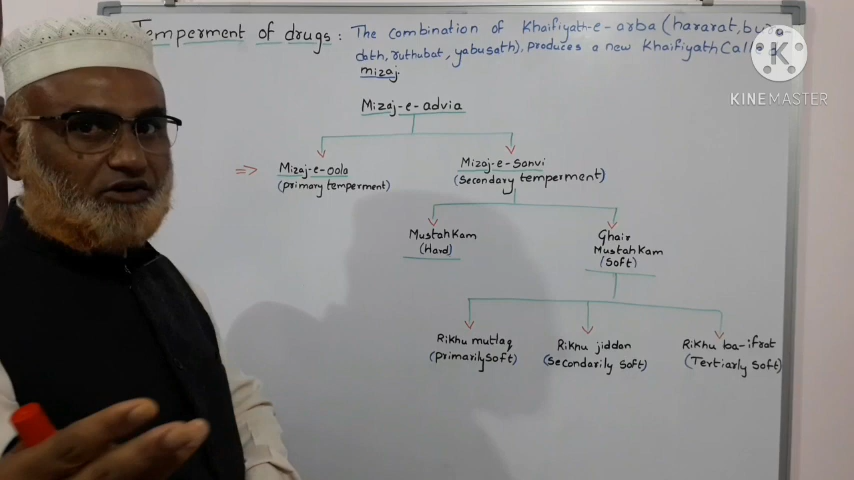 Temperment of drugs: The combination of Khaifiyath-e-arba (hararat, buru-
dath, ruthubat, yabusath), produces a new Khaifiyath Called
mizaj.
Mizaj-e-advia
=> Mizaj-e-oola
(primary temperment)
Mizaj-e-sanvi
(secondary temperment)
Mustahkam
(Hard)
Ghair
Mustahkam
(Soft)
Rikhu mutlaq
(primarily soft)
Rikhu jiddan
(secondarily soft)
Rikhu ba-ifrat
(Tertiarly soft)
K
KINEMASTER